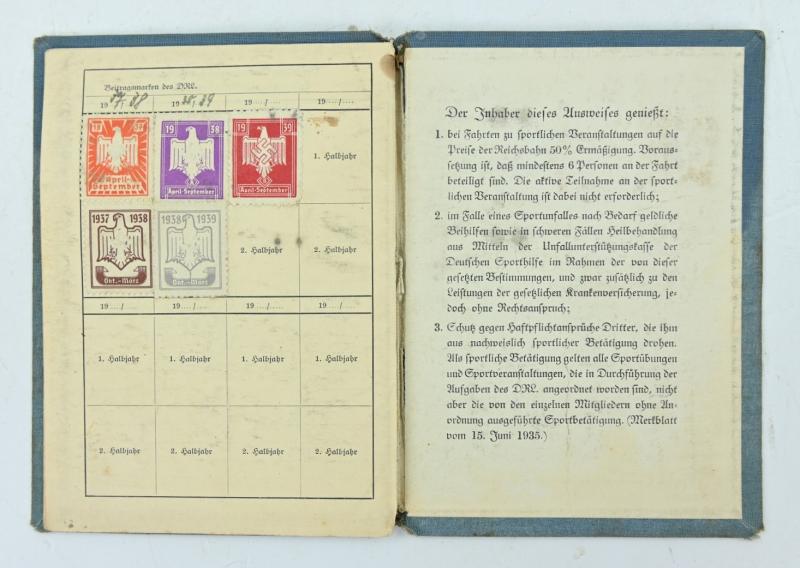 Beitragsmarken des DRL.
19 37/38 19 38/39 19..../.... 19..../....
19 37
April-
September
19 38
April-September
19 39
April-September
1. Halbjahr
1937 1938
Okt.-März
1938 1939
Okt.-März
2. Halbjahr
2. Halbjahr
19..../.... 19..../.... 19..../.... 19..../....
1. Halbjahr 1. Halbjahr 1. Halbjahr 1. Halbjahr
2. Halbjahr 2. Halbjahr 2. Halbjahr 2. Halbjahr
Der Inhaber dieses Ausweises genießt:
1. bei Fahrten zu sportlichen Veranstaltungen auf die
Preise der Reichsbahn 50% Ermäßigung. Voraus-
setzung ist, daß mindestens 6 Personen an der Fahrt
beteiligt sind. Die aktive Teilnahme an der sport-
lichen Veranstaltung ist dabei nicht erforderlich;
2. im Falle eines Sportunfalles nach Bedarf geldliche
Beihilfen sowie in schweren Fällen Heilbehandlung
aus Mitteln der Unfallunterstützungskasse der
Deutschen Sporthilfe im Rahmen der von dieser
gesetzten Bestimmungen, und zwar zusätzlich zu den
Leistungen der gesetzlichen Krankenversicherung, je-
doch ohne Rechtsanspruch;
3. Schutz gegen Haftpflichtansprüche Dritter, die ihm
aus nachweislich sportlicher Betätigung drohen.
Als sportliche Betätigung gelten alle Sportübungen
und Sportveranstaltungen, die in Durchführung der
Aufgaben des DRL. angeordnet worden sind, nicht
aber die von den einzelnen Mitgliedern ohne An-
ordnung ausgeführte Sportbetätigung. (Merkblatt
vom 15. Juni 1935.)